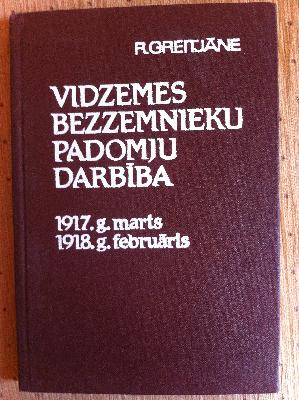 R.GREITJĀNE
VIDZEMES
BEZZEMNIEKU
PADOMJU
DARBĪBA
1917. g. marts
1918. g. februāris